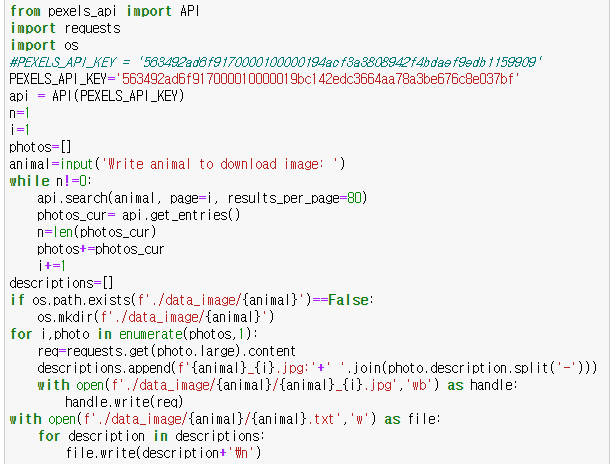 from pexels_api import API
import requests
import os
#PEXELS_API_KEY = '563492ad6f9170000100000194acf3a3808942f4bdaef9edb1159909'
PEXELS_API_KEY='563492ad6f917000010000019bc142edc3664aa78a3be676c8e037bf'
api = API(PEXELS_API_KEY)
n=1
i=1
photos=[]
animal=input('Write animal to download image: ')
while n!=0:
    api.search(animal, page=i, results_per_page=80)
    photos_cur= api.get_entries()
    n=len(photos_cur)
    photos+=photos_cur
    i+=1
descriptions=[]
if os.path.exists(f'./data_image/{animal}')==False:
    os.mkdir(f'./data_image/{animal}')
for i,photo in enumerate(photos,1):
    req=requests.get(photo.large).content
    descriptions.append(f'{animal}_{i}.jpg:'+' '.join(photo.description.split('-')))
    with open(f'./data_image/{animal}/{animal}_{i}.jpg','wb') as handle:
        handle.write(req)
with open(f'./data_image/{animal}/{animal}.txt','w') as file:
    for description in descriptions:
        file.write(description+'₩n')